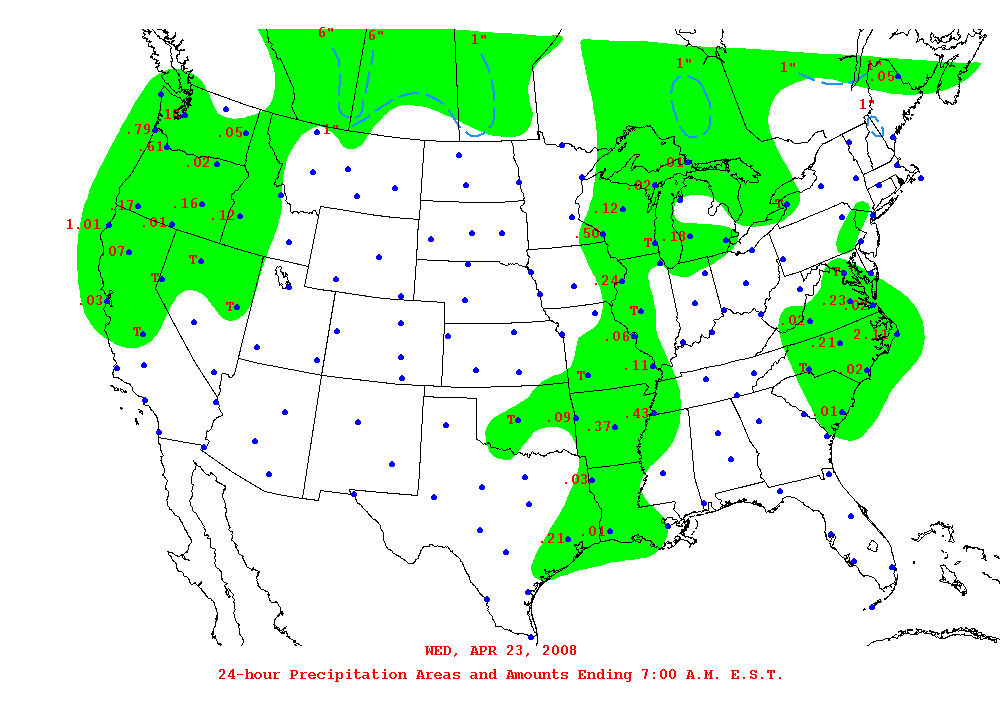 6" 6" 1" 1" 1" 1"
.05
1"
.15
.79 1"
.05
.61
.02 .01
.02
.17 .16 .12 T
1.01 .01 .12
.50 T .18
.07
T
T .24 T
.03 T .23 .02
T .02
T .06 .21 2.11
T .11 T .02
T .09 .43 .01
.37
.03
.21 .01
WED, APR 23, 2008
24-hour Precipitation Areas and Amounts Ending 7:00 A.M. E.S.T.